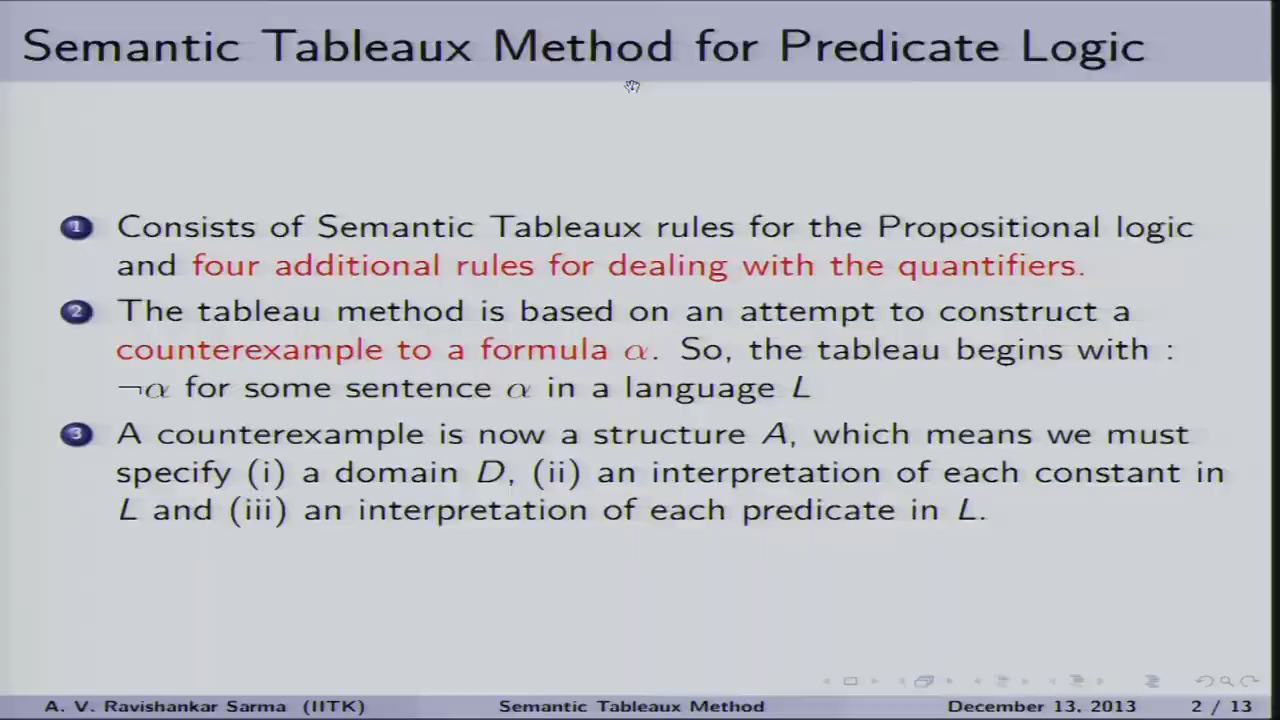 Semantic Tableaux Method for Predicate Logic
1 Consists of Semantic Tableaux rules for the Propositional logic
and four additional rules for dealing with the quantifiers.
2 The tableau method is based on an attempt to construct a
counterexample to a formula α. So, the tableau begins with :
¬α for some sentence α in a language L
3 A counterexample is now a structure A, which means we must
specify (i) a domain D, (ii) an interpretation of each constant in
L and (iii) an interpretation of each predicate in L.
A. V. Ravishankar Sarma (IITK) Semantic Tableaux Method December 13, 2013 2 / 13